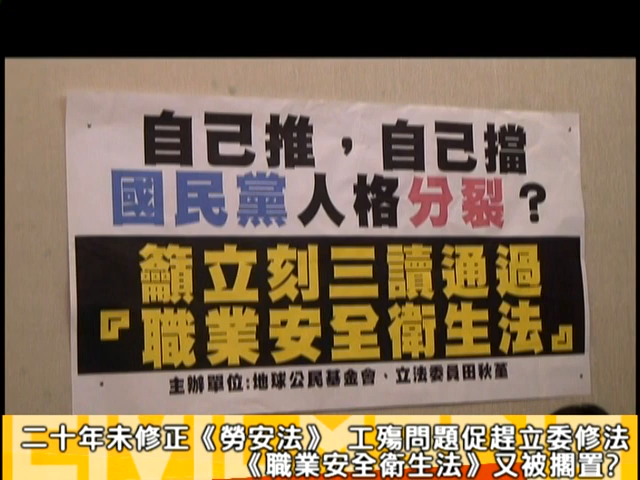 自己推，自己擋
國民黨人格分裂？
籲立刻三讀通過
『職業安全衛生法』
主辦單位:地球公民基金會、立法委員田秋堇
二十年未修正《勞安法》 工殤問題促趕立委修法
《職業安全衛生法》又被擱置?